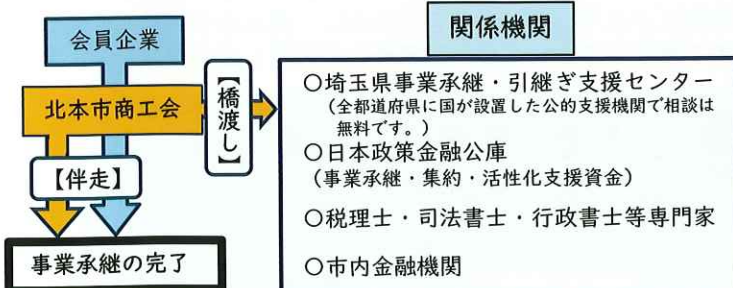 会員企業
北本市商工会
【橋渡し】
【伴走】
事業承継の完了
関係機関
○埼玉県事業承継・引継ぎ支援センター
（全都道府県に国が設置した公的支援機関で相談は
無料です。）
○日本政策金融公庫
（事業承継・集約・活性化支援資金）
○税理士・司法書士・行政書士等専門家
○市内金融機関